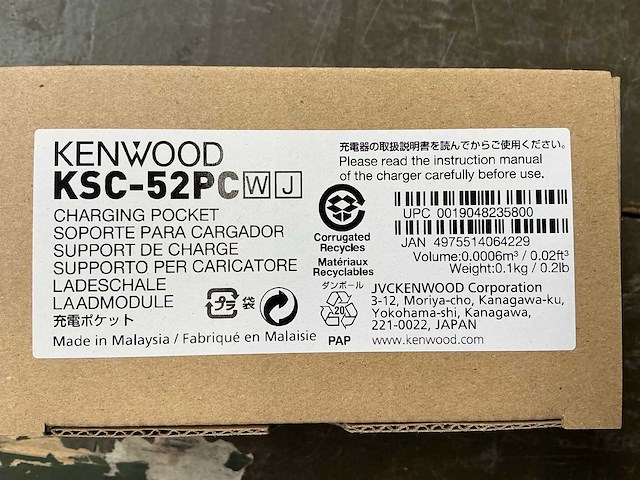 KENWOOD
KSC-52PC W J
CHARGING POCKET
SOPORTE PARA CARGADOR
SUPPORT DE CHARGE
SUPPORTO PER CARICATORE
LADESCHALE
LAADMODULE
充電ポケット
プラ 袋
Made in Malaysia / Fabriqué en Malaisie
充電器の取扱説明書を読んでからご使用ください。
Please read the instruction manual
of the charger carefully before use.
Corrugated
Recycles
Matériaux
Recyclables
ダンボール
20
PAP
UPC 0019048235800
JAN 4975514064229
Volume:0.0006m³ / 0.02ft³
Weight:0.1kg / 0.2lb
JVCKENWOOD Corporation
3-12, Moriya-cho, Kanagawa-ku,
Yokohama-shi, Kanagawa,
221-0022, JAPAN
www.kenwood.com